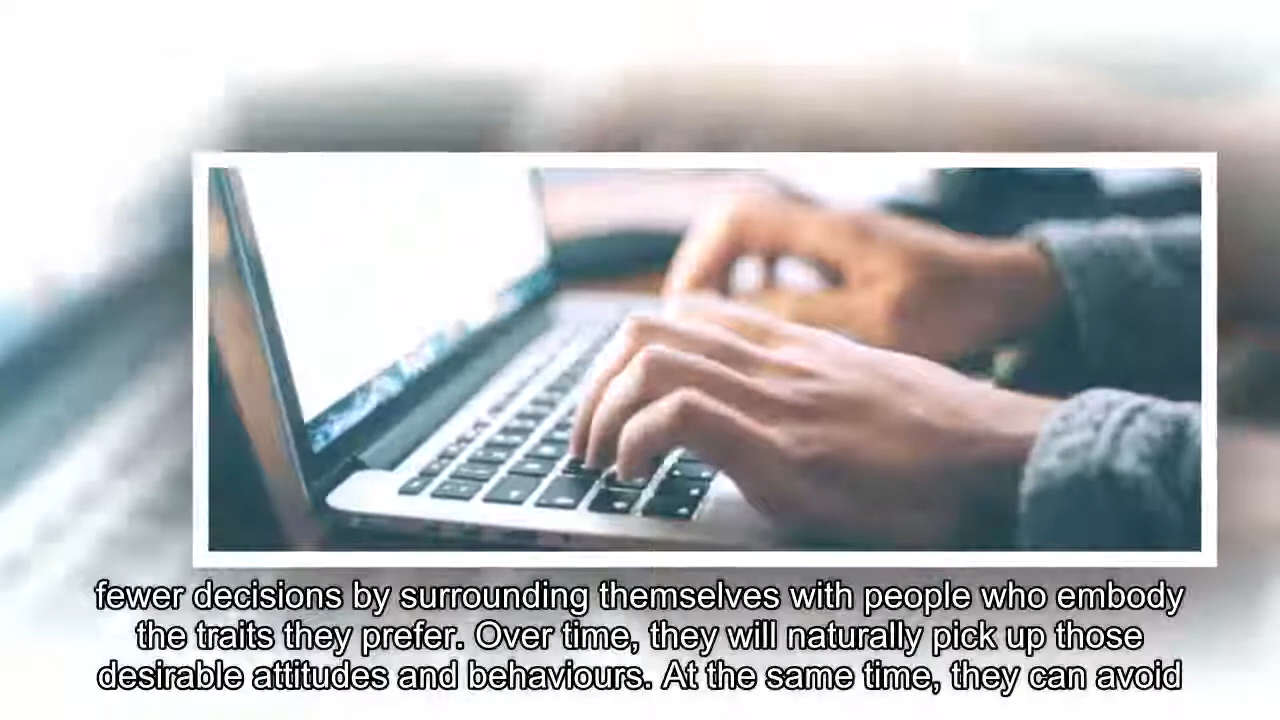 fewer decisions by surrounding themselves with people who embody
the traits they prefer. Over time, they will naturally pick up those
desirable attitudes and behaviours. At the same time, they can avoid